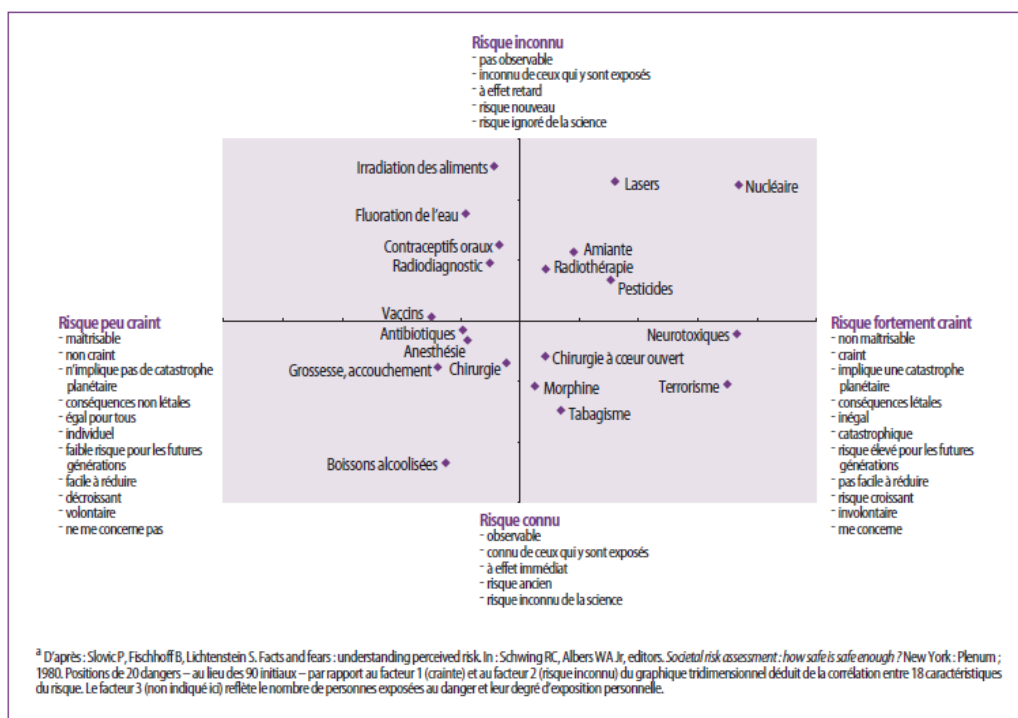 Risque inconnu
- pas observable
- inconnu de ceux qui y sont exposés
- à effet retard
- risque nouveau
- risque ignoré de la science
Irradiation des aliments
Lasers
Nucléaire
Fluoration de l'eau
Contraceptifs oraux
Amiante
Radiodiagnostic
Radiothérapie
Pesticides
Vaccins
Risque peu craint
- maîtrisable
- non craint
- n'implique pas de catastrophe
planétaire
- conséquences non létales
- égal pour tous
- individuel
- faible risque pour les futures
générations
- facile à réduire
- décroissant
- volontaire
- ne me concerne pas
Antibiotiques
Anesthésie
Grossesse, accouchement
Chirurgie
Neurotoxiques
Chirurgie à cœur ouvert
Morphine
Terrorisme
Tabagisme
Boissons alcoolisées
Risque fortement craint
- non maîtrisable
- craint
- implique une catastrophe
planétaire
- conséquences létales
- inégal
- catastrophique
- risque élevé pour les futures
générations
- pas facile à réduire
- risque croissant
- involontaire
- me concerne
Risque connu
- observable
- connu de ceux qui y sont exposés
- à effet immédiat
- risque ancien
- risque inconnu de la science
a D'après : Slovic P, Fischhoff B, Lichtenstein S. Facts and fears : understanding perceived risk. In : Schwing RC, Albers WA Jr, editors. Societal risk assessment : how safe is safe enough ? New York : Plenum ;
1980. Positions de 20 dangers – au lieu des 90 initiaux – par rapport au facteur 1 (crainte) et au facteur 2 (risque inconnu) du graphique tridimensionnel déduit de la corrélation entre 18 caractéristiques
du risque. Le facteur 3 (non indiqué ici) reflète le nombre de personnes exposées au danger et leur degré d'exposition personnelle.